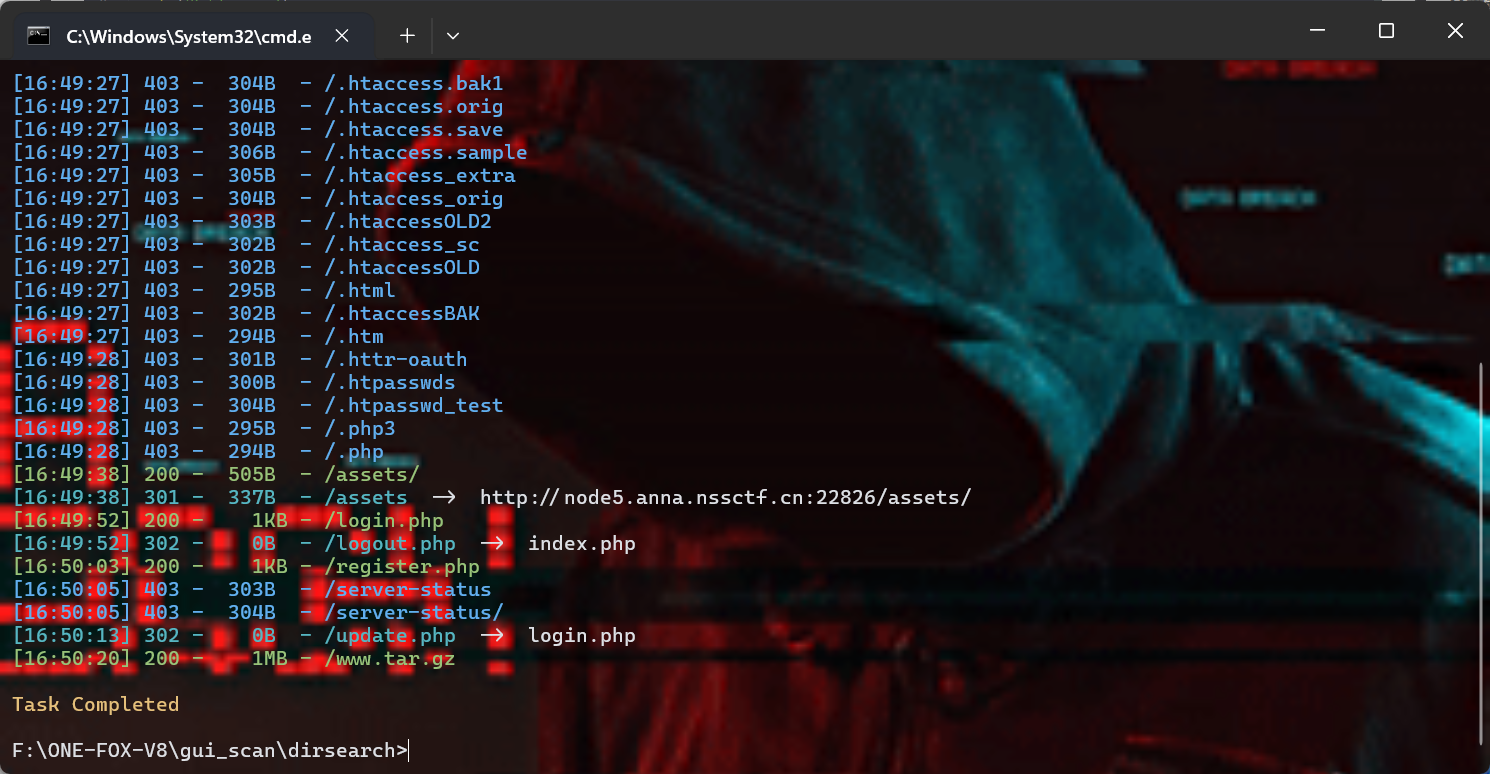 C:\Windows\System32\cmd.e
[16:49:27] 403 -  304B  - /.htaccess.bak1
[16:49:27] 403 -  304B  - /.htaccess.orig
[16:49:27] 403 -  304B  - /.htaccess.save
[16:49:27] 403 -  306B  - /.htaccess.sample
[16:49:27] 403 -  305B  - /.htaccess_extra
[16:49:27] 403 -  304B  - /.htaccess_orig
[16:49:27] 403 -  303B  - /.htaccessOLD2
[16:49:27] 403 -  302B  - /.htaccess_sc
[16:49:27] 403 -  302B  - /.htaccessOLD
[16:49:27] 403 -  295B  - /.html
[16:49:27] 403 -  302B  - /.htaccessBAK
[16:49:27] 403 -  294B  - /.htm
[16:49:28] 403 -  301B  - /.httr-oauth
[16:49:28] 403 -  300B  - /.htpasswds
[16:49:28] 403 -  304B  - /.htpasswd_test
[16:49:28] 403 -  295B  - /.php3
[16:49:28] 403 -  294B  - /.php
[16:49:38] 200 -  505B  - /assets/
[16:49:38] 301 -  337B  - /assets  ->  http://node5.anna.nssctf.cn:22826/assets/
[16:49:52] 200 -    1KB - /login.php
[16:49:52] 302 -    0B  - /logout.php  ->  index.php
[16:50:03] 200 -    1KB - /register.php
[16:50:05] 403 -  303B  - /server-status
[16:50:05] 403 -  304B  - /server-status/
[16:50:13] 302 -    0B  - /update.php  ->  login.php
[16:50:20] 200 -    1MB - /www.tar.gz
Task Completed
F:\ONE-FOX-V8\gui_scan\dirsearch>
DATA BREACH
DATA BREACH